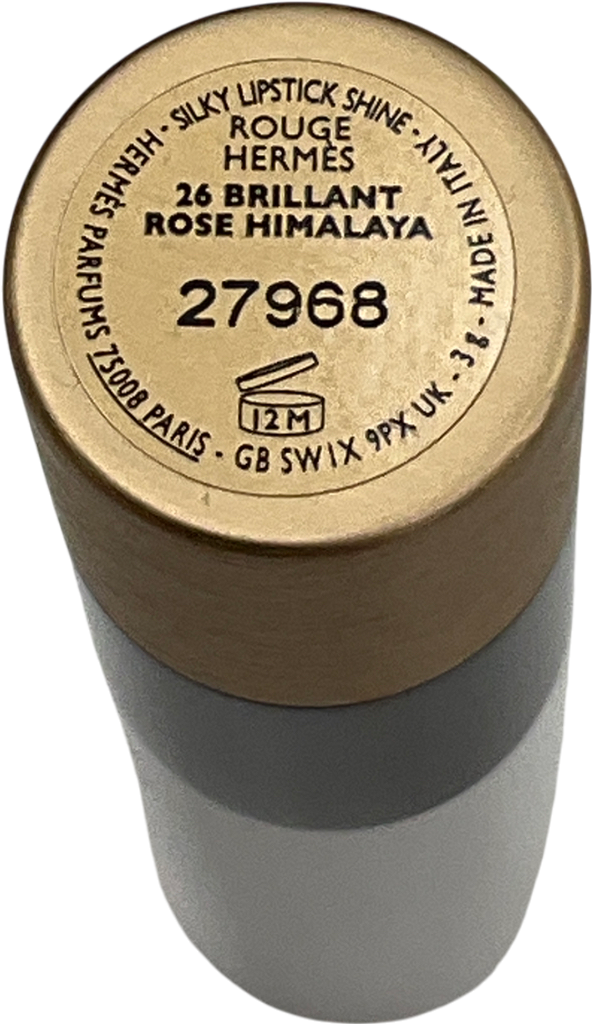 HERMÈS PARFUMS 75008 PARIS - GB SW1X 9PX UK - 3 g - MADE IN ITALY - SILKY LIPSTICK SHINE -
ROUGE
HERMÈS
26 BRILLANT
ROSE HIMALAYA
27968
12 M